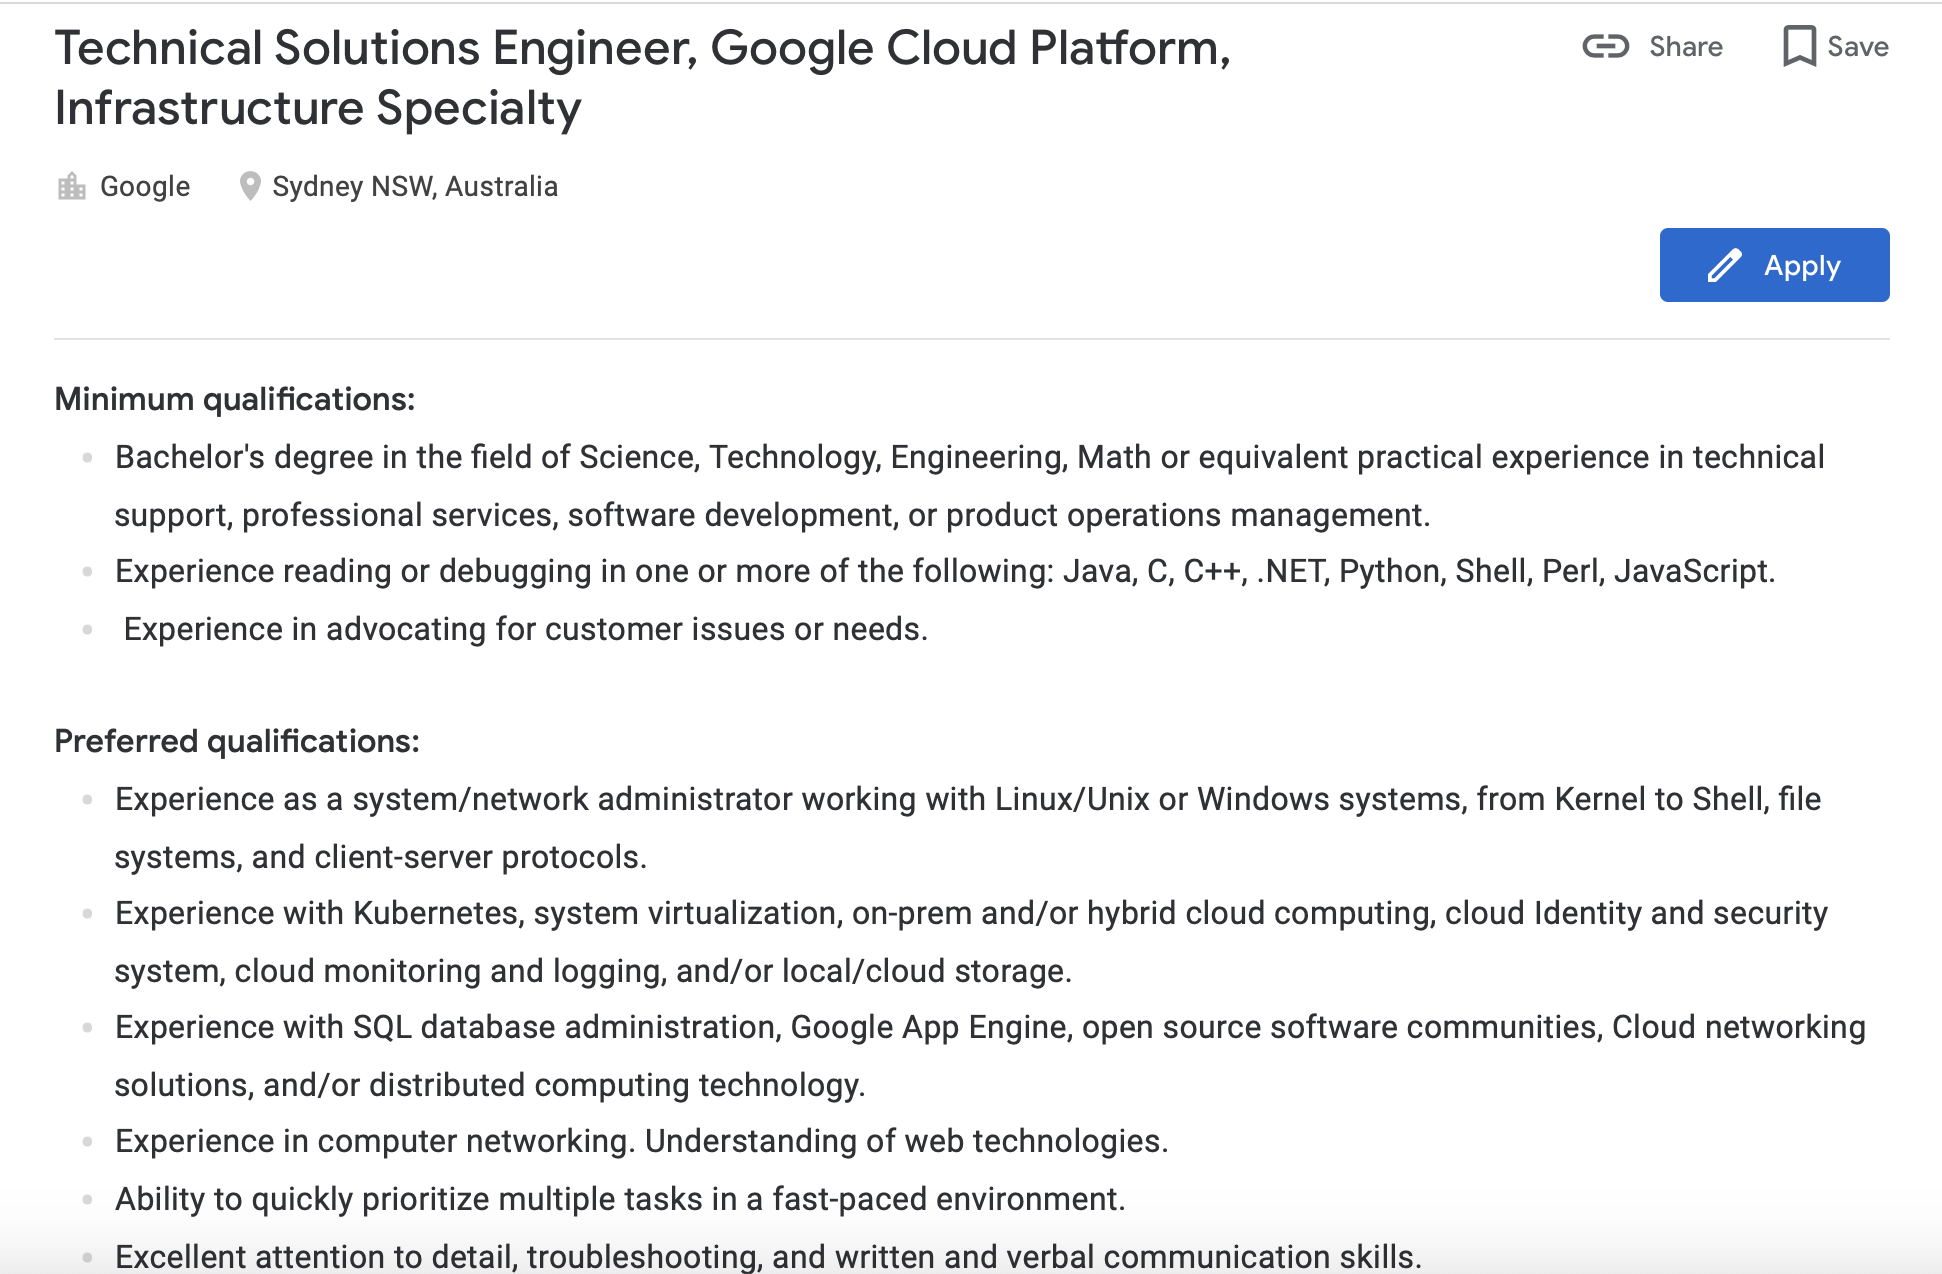 Technical Solutions Engineer, Google Cloud Platform,
Infrastructure Specialty
Share
Save
Google
Sydney NSW, Australia
Apply
Minimum qualifications:
Bachelor's degree in the field of Science, Technology, Engineering, Math or equivalent practical experience in technical
support, professional services, software development, or product operations management.
Experience reading or debugging in one or more of the following: Java, C, C++, .NET, Python, Shell, Perl, JavaScript.
Experience in advocating for customer issues or needs.
Preferred qualifications:
Experience as a system/network administrator working with Linux/Unix or Windows systems, from Kernel to Shell, file
systems, and client-server protocols.
Experience with Kubernetes, system virtualization, on-prem and/or hybrid cloud computing, cloud Identity and security
system, cloud monitoring and logging, and/or local/cloud storage.
Experience with SQL database administration, Google App Engine, open source software communities, Cloud networking
solutions, and/or distributed computing technology.
Experience in computer networking. Understanding of web technologies.
Ability to quickly prioritize multiple tasks in a fast-paced environment.
Excellent attention to detail, troubleshooting, and written and verbal communication skills.